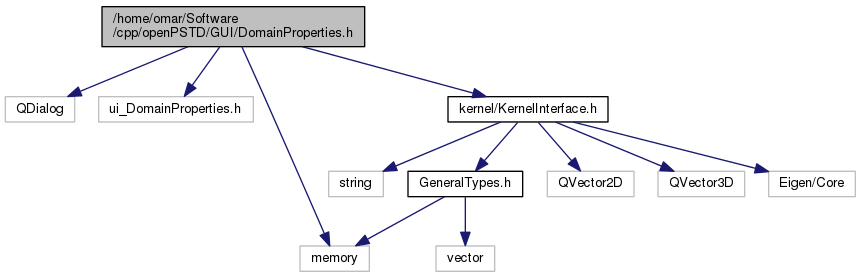 /home/omar/Software
/cpp/openPSTD/GUI/DomainProperties.h
QDialog
ui_DomainProperties.h
kernel/KernelInterface.h
string
GeneralTypes.h
QVector2D
QVector3D
Eigen/Core
memory
vector